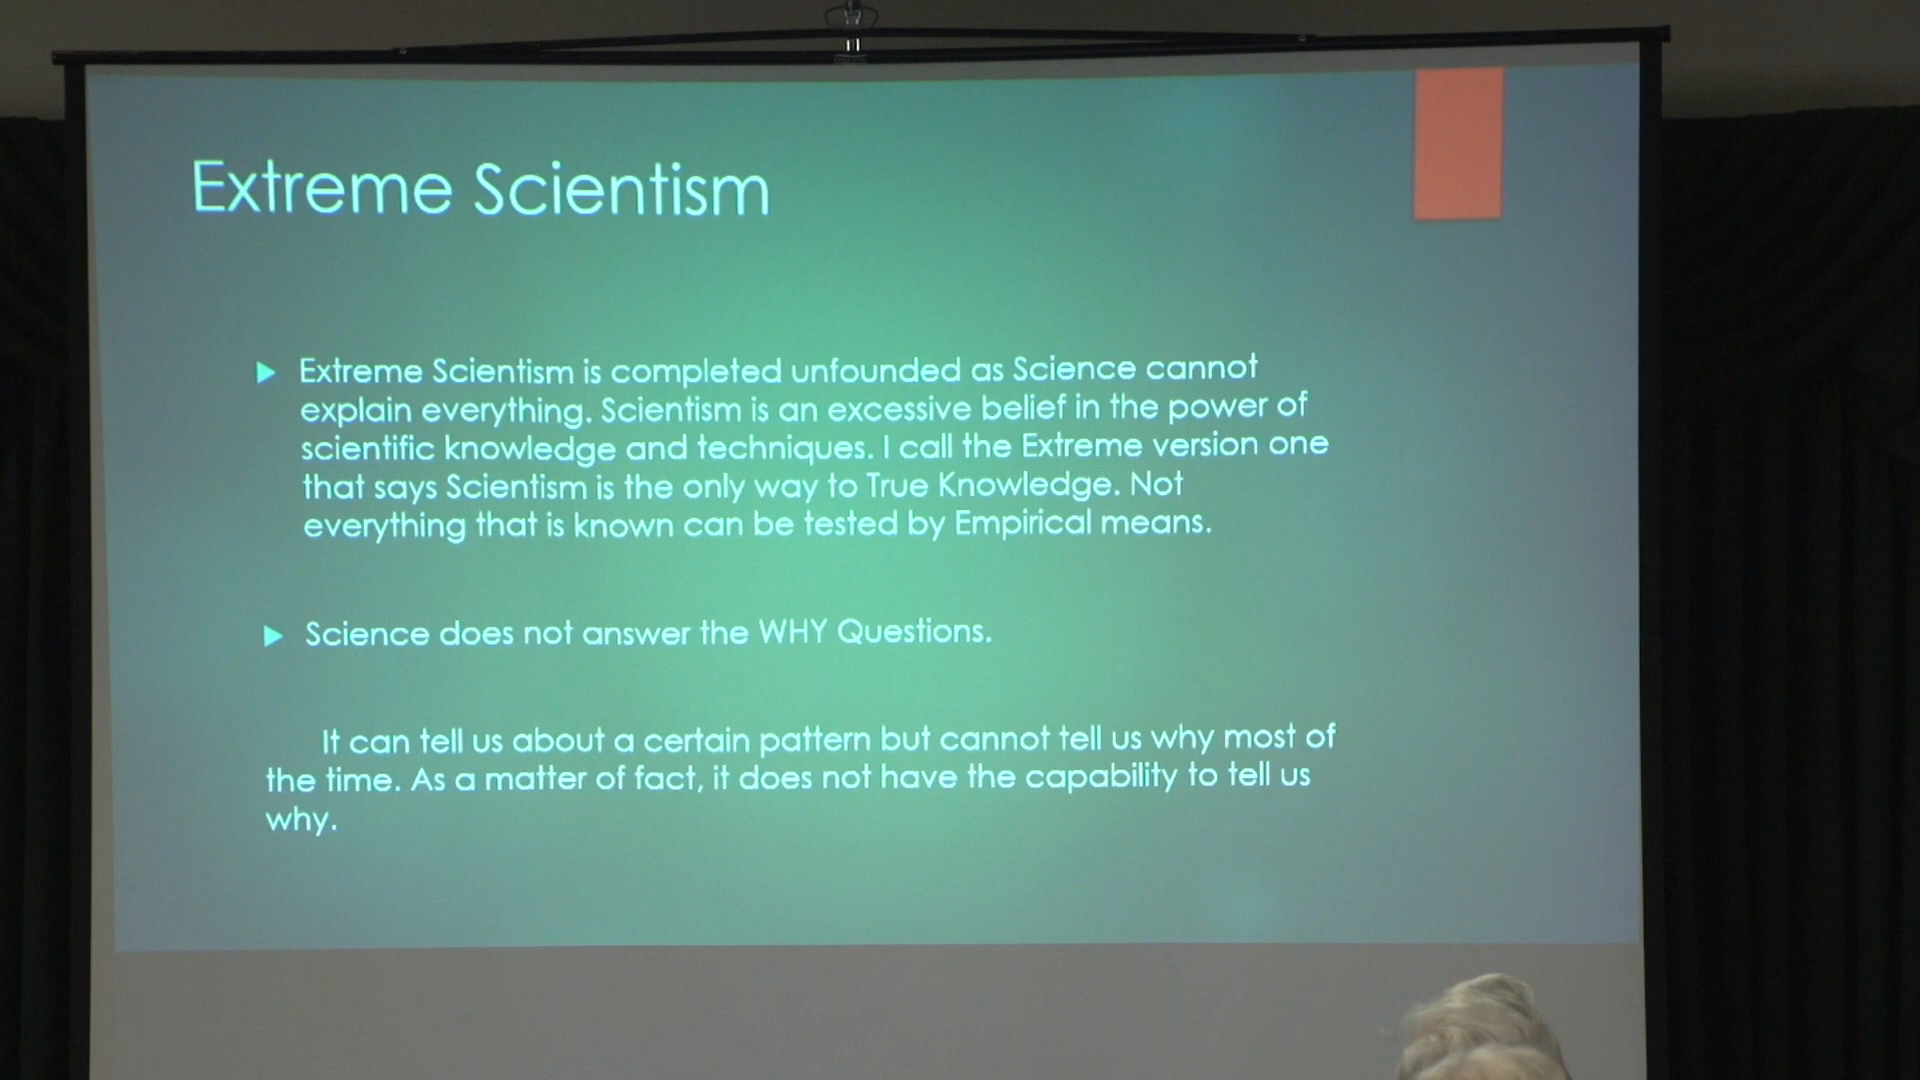 Extreme Scientism
Extreme Scientism is completed unfounded as Science cannot
explain everything. Scientism is an excessive belief in the power of
scientific knowledge and techniques. I call the Extreme version one
that says Scientism is the only way to True Knowledge. Not
everything that is known can be tested by Empirical means.
Science does not answer the WHY Questions.
It can tell us about a certain pattern but cannot tell us why most of
the time. As a matter of fact, it does not have the capability to tell us
why.